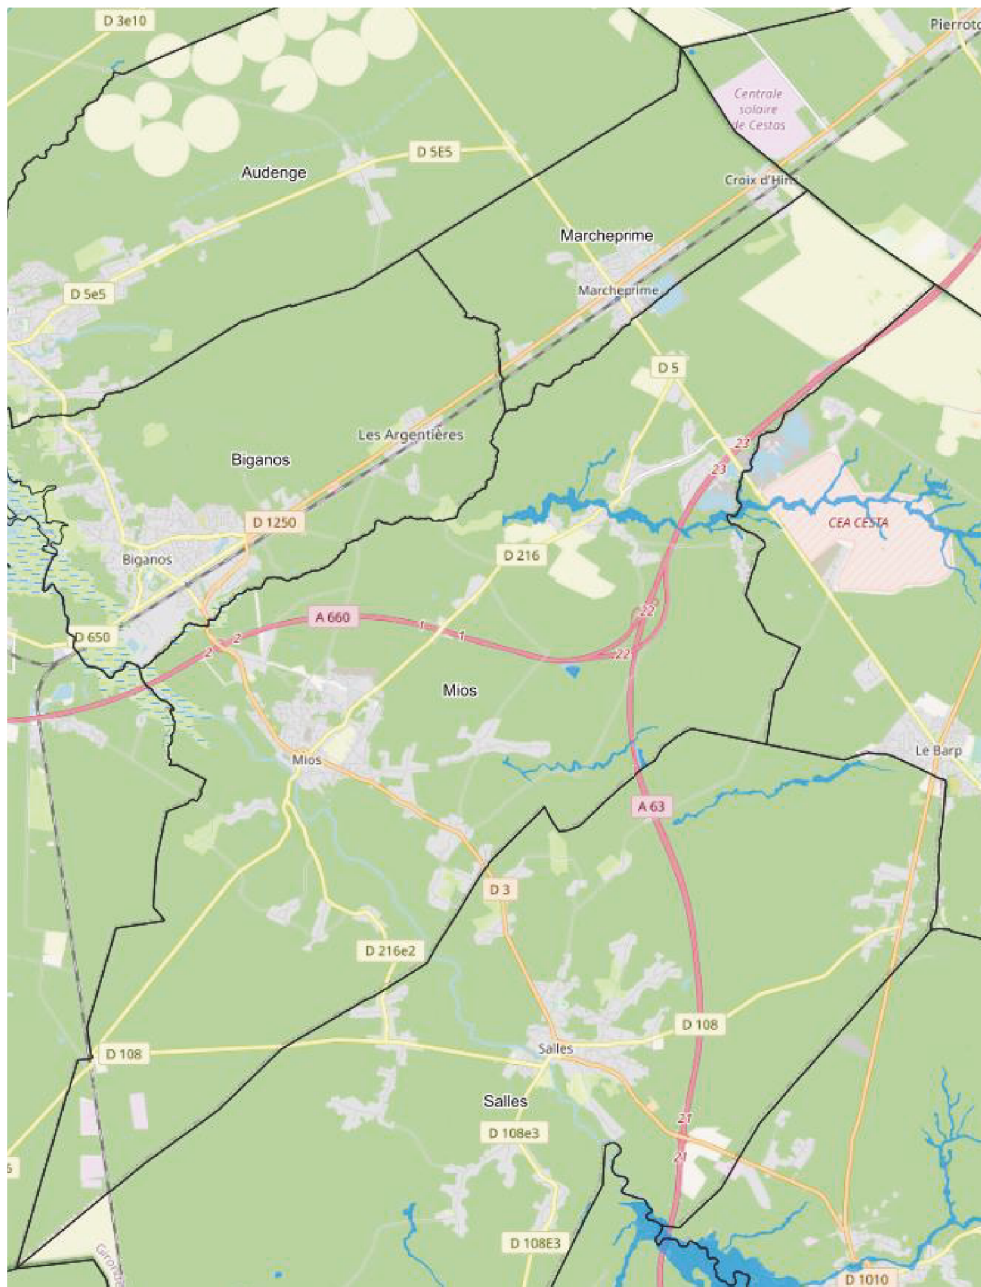 D 3e10
Pierroto
Centrale
solaire
de Cestas
D 5E5
Audenge
Croix d'Hins
Marcheprime
Marcheprime
D 5e5
D 5
Les Argentières
23
23
Biganos
D 1250
CEA CESTA
Biganos
D 216
A 660
22
D 650
2
1
1
2
22
Mios
Mios
Le Barp
A 63
D 3
D 216e2
D 108
D 108
Salles
Salles
21
D 108e3
21
6
D 108E3
Gironde
D 1010